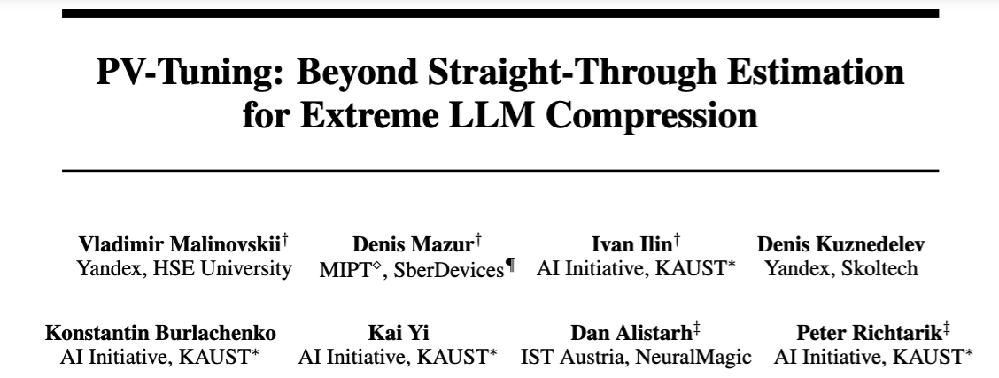 PV-Tuning: Beyond Straight-Through Estimation
for Extreme LLM Compression
Vladimir Malinovskii† Denis Mazur† Ivan Ilin† Denis Kuznedelev
Yandex, HSE University MIPT⋄, SberDevices¶ AI Initiative, KAUST* Yandex, Skoltech
Konstantin Burlachenko Kai Yi Dan Alistarh‡ Peter Richtarik‡
AI Initiative, KAUST* AI Initiative, KAUST* IST Austria, NeuralMagic AI Initiative, KAUST*